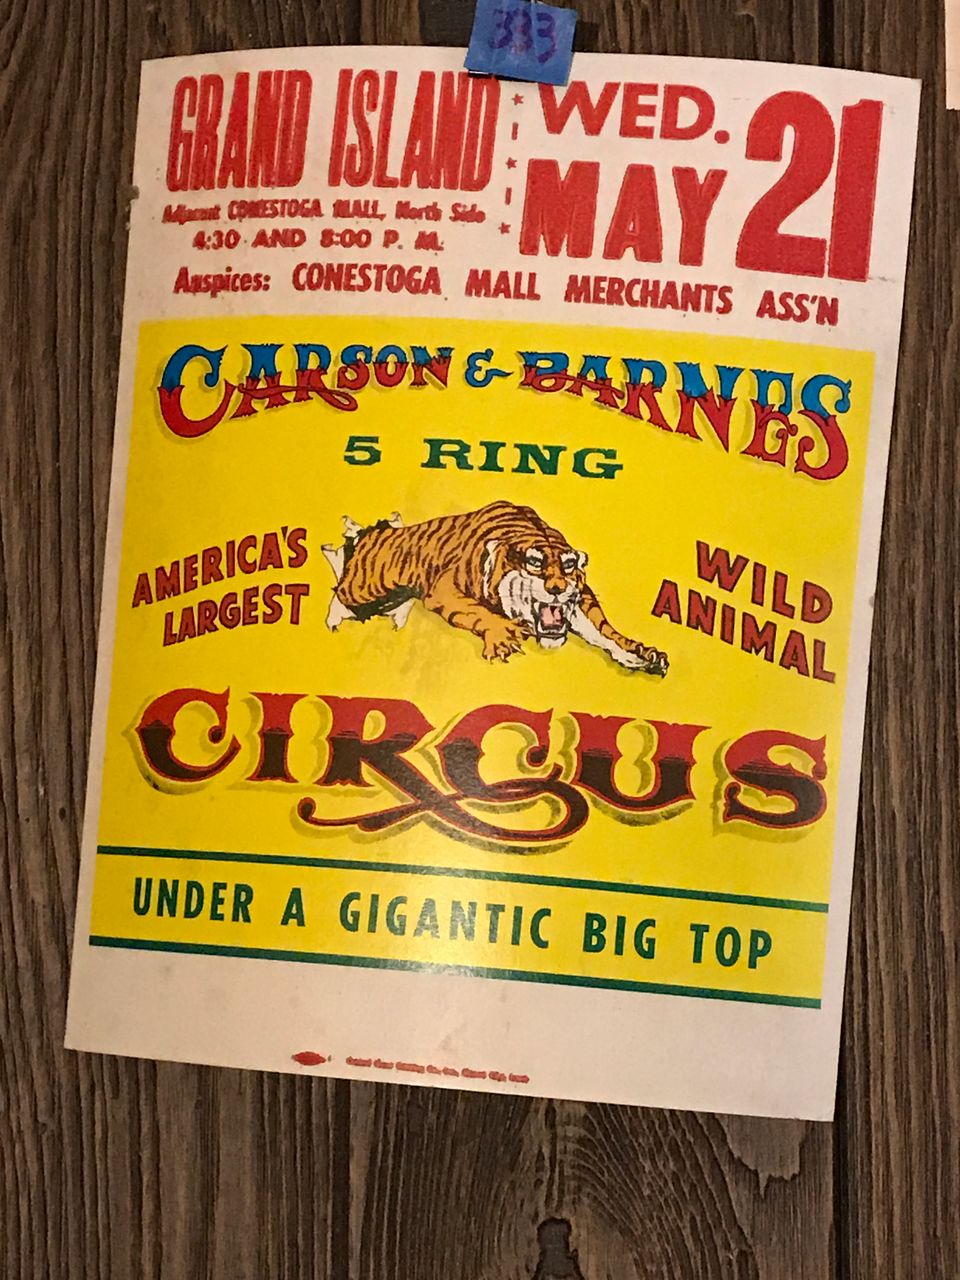 333
GRAND ISLAND
Adjacent CONESTOGA MALL, North Side
4:30 AND 8:00 P. M.
WED.
MAY 21
Auspices: CONESTOGA MALL MERCHANTS ASS'N
CARSON & BARNES
5 RING
AMERICA'S
LARGEST
WILD
ANIMAL
CIRCUS
UNDER A GIGANTIC BIG TOP